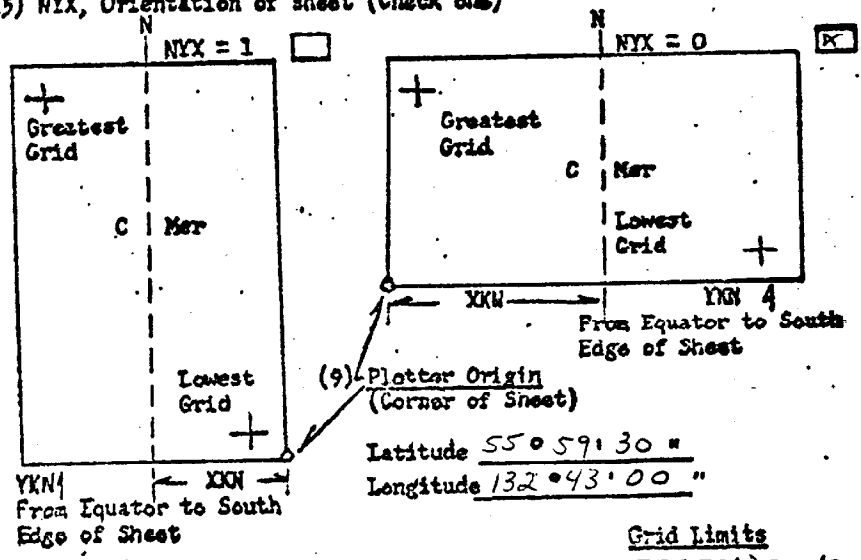 5) NYX, Orientation of sheet (Check one)
N
NYX = 1
Greatest
Grid
C Mer
Lowest
Grid
YKN
XKN
From Equator to South
Edge of Sheet
N
NYX = 0
Greatest
Grid
C Mer
Lowest
Grid
XKN
YKN
From Equator to South
Edge of Sheet
(9) Plotter Origin
(Corner of Sheet)
Latitude 55° 59' 30 "
Longitude 132° 43' 00 "
Grid Limits